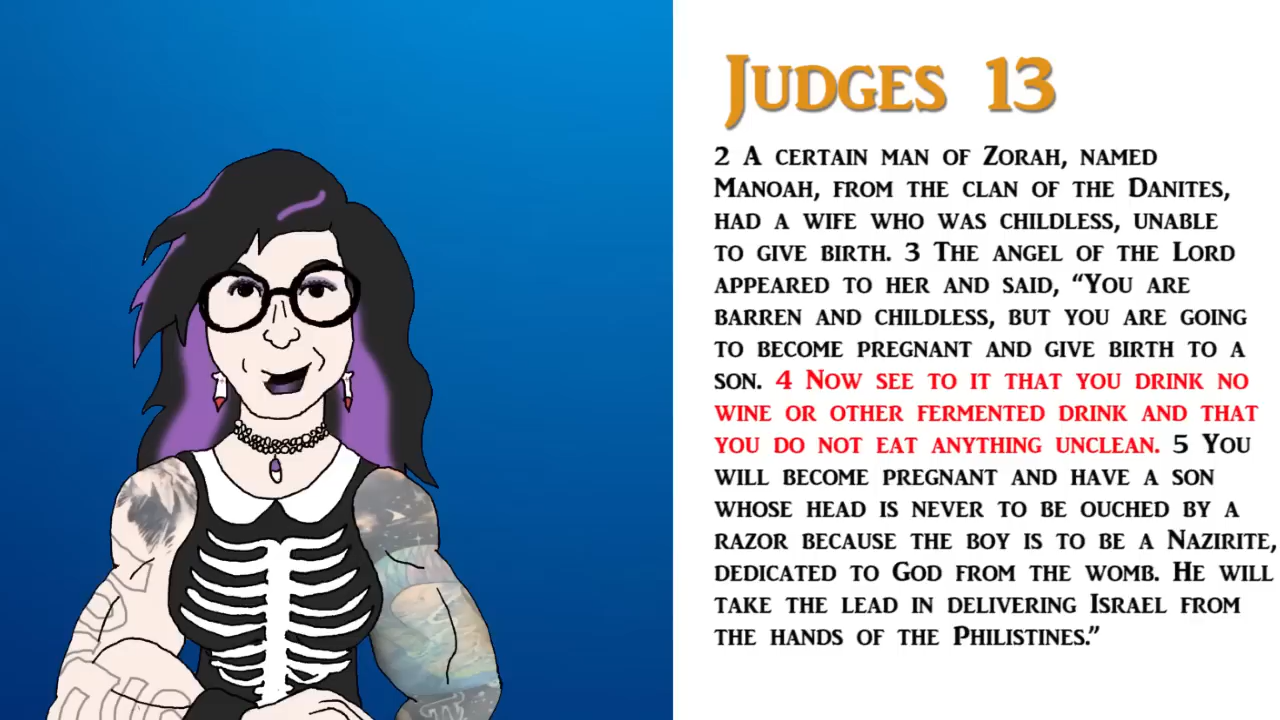 Judges 13
2 A certain man of Zorah, named
Manoah, from the clan of the Danites,
had a wife who was childless, unable
to give birth. 3 The angel of the Lord
appeared to her and said, “You are
barren and childless, but you are going
to become pregnant and give birth to a
son. 4 Now see to it that you drink no
wine or other fermented drink and that
you do not eat anything unclean. 5 You
will become pregnant and have a son
whose head is never to be ouched by a
razor because the boy is to be a Nazirite,
dedicated to God from the womb. He will
take the lead in delivering Israel from
the hands of the Philistines.”